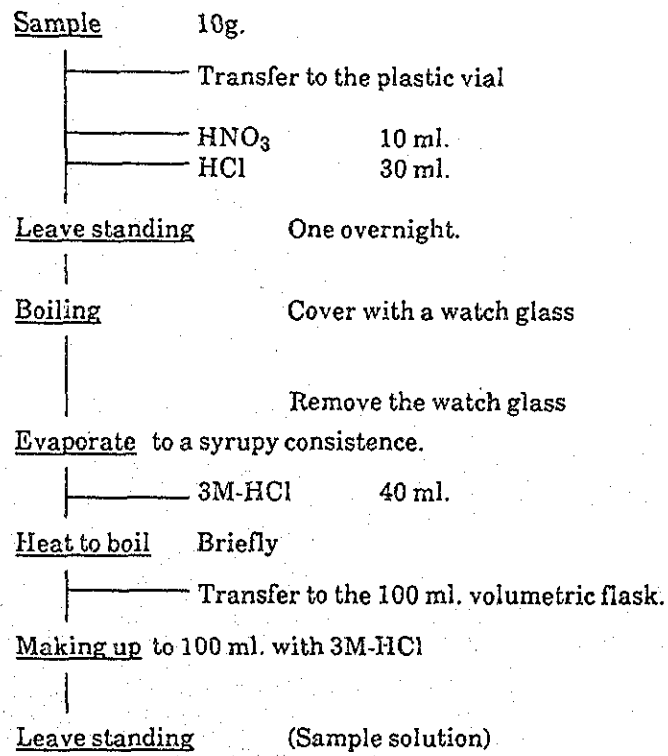 Sample 10g.
Transfer to the plastic vial
HNO₃ 10 ml.
HCl 30 ml.
Leave standing One overnight.
Boiling Cover with a watch glass
Remove the watch glass
Evaporate to a syrupy consistence.
3M-HCl 40 ml.
Heat to boil Briefly
Transfer to the 100 ml. volumetric flask.
Making up to 100 ml. with 3M-HCl
Leave standing (Sample solution)